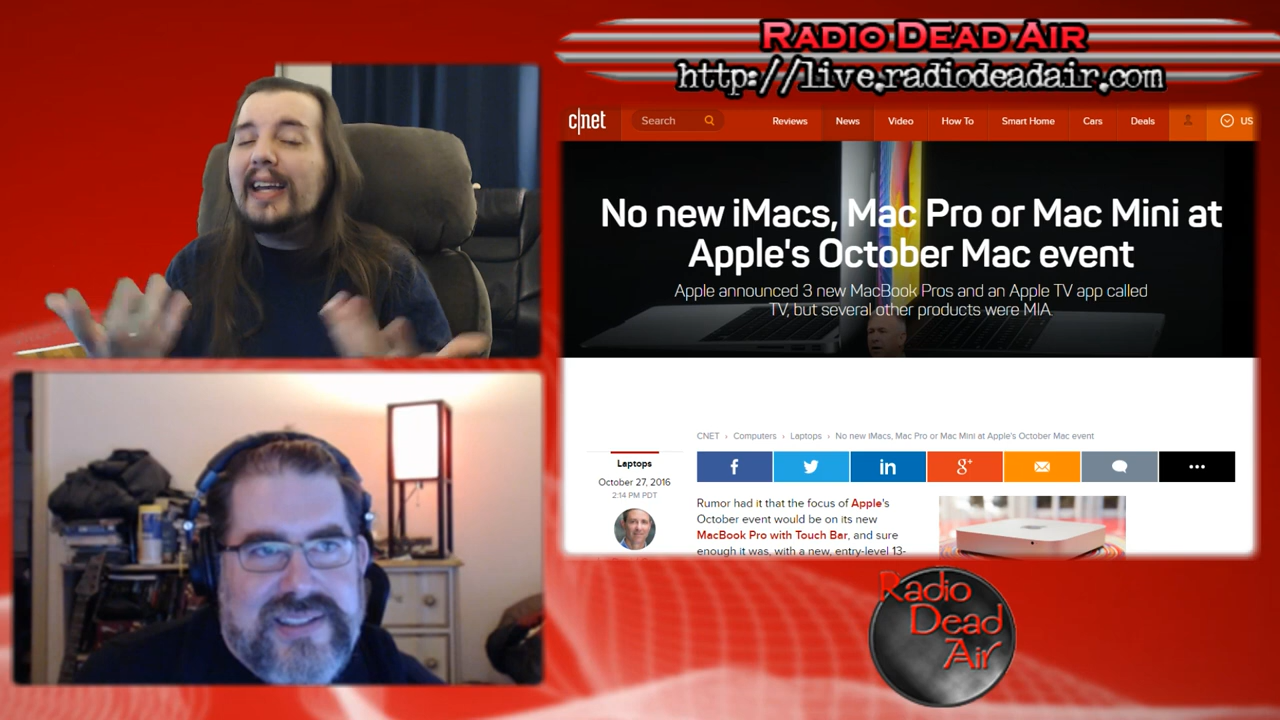 Radio Dead Air
http://live.radiodeadair.com
c|net
Search
Reviews
News
Video
How To
Smart Home
Cars
Deals
US
No new iMacs, Mac Pro or Mac Mini at
Apple's October Mac event
Apple announced 3 new MacBook Pros and an Apple TV app called
TV, but several other products were MIA.
CNET › Computers › Laptops › No new iMacs, Mac Pro or Mac Mini at Apple's October Mac event
Laptops
October 27, 2016
2:14 PM PDT
f
in
g+
Rumor had it that the focus of Apple's
October event would be on its new
MacBook Pro with Touch Bar, and sure
enough it was, with a new, entry-level 13-
Radio
Dead
Air